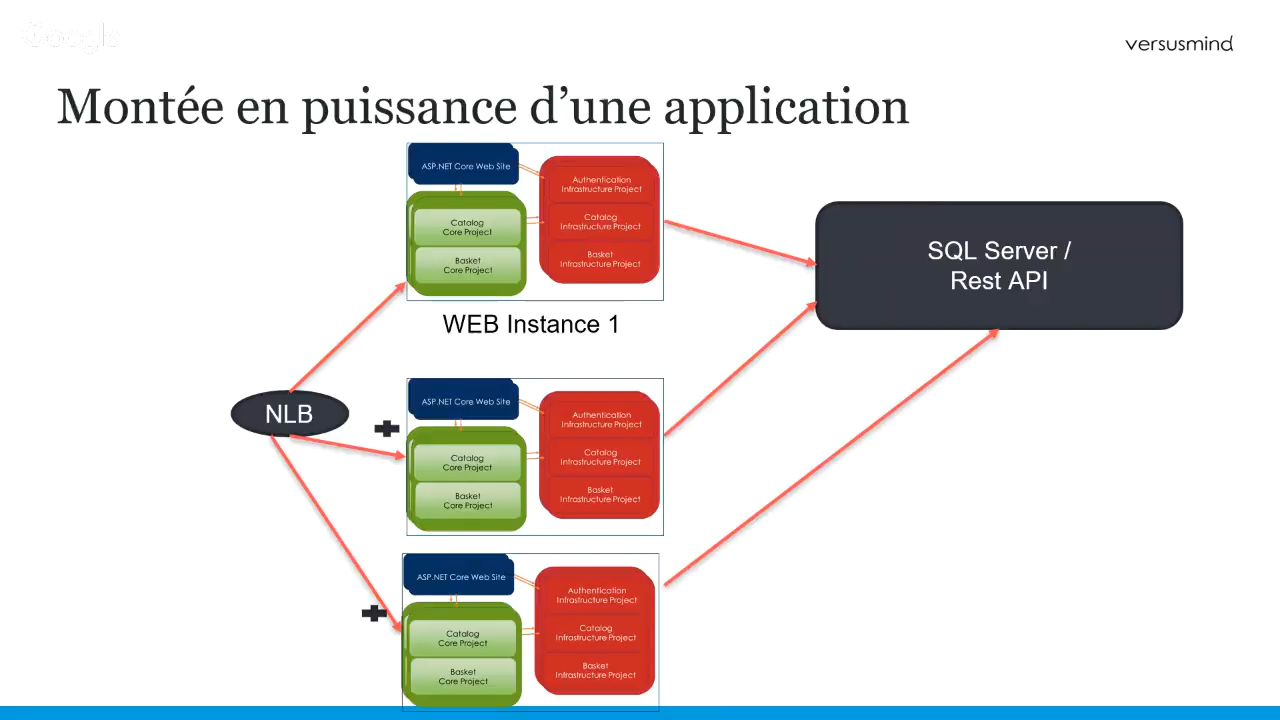 Google
versusmind
Montée en puissance d’une application
ASP.NET Core Web Site
Authentication
Infrastructure Project
Catalog
Core Project
Catalog
Infrastructure Project
Basket
Core Project
Basket
Infrastructure Project
WEB Instance 1
SQL Server /
Rest API
NLB
ASP.NET Core Web Site
Authentication
Infrastructure Project
Catalog
Core Project
Catalog
Infrastructure Project
Basket
Core Project
Basket
Infrastructure Project
ASP.NET Core Web Site
Authentication
Infrastructure Project
Catalog
Core Project
Catalog
Infrastructure Project
Basket
Core Project
Basket
Infrastructure Project